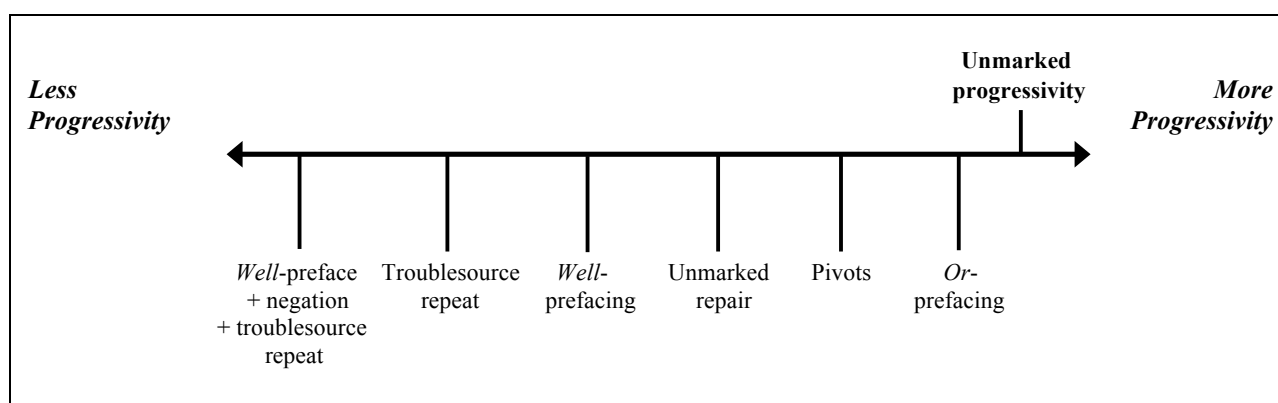 Unmarked
progressivity
Less
Progressivity
More
Progressivity
Well-preface
+ negation
+ troublesource
repeat
Troublesource
repeat
Well-
prefacing
Unmarked
repair
Pivots
Or-
prefacing